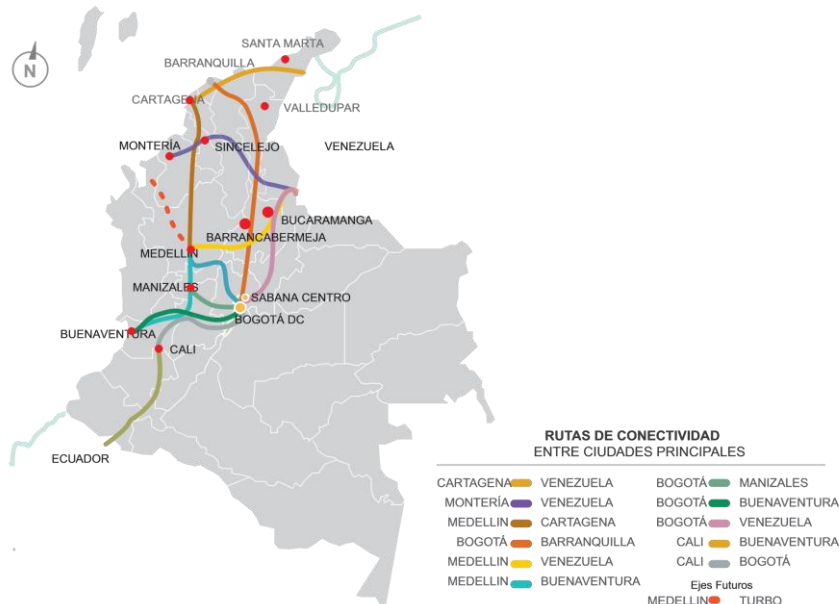 SANTA MARTA
BARRANQUILLA
N
CARTAGENA
VALLEDUPAR
MONTERÍA
SINCELEJO
VENEZUELA
BUCARAMANGA
BARRANCABERMEJA
MEDELLIN
MANIZALES
SABANA CENTRO
BOGOTÁ DC
BUENAVENTURA
CALI
ECUADOR
RUTAS DE CONECTIVIDAD
ENTRE CIUDADES PRINCIPALES
CARTAGENA VENEZUELA
MONTERÍA VENEZUELA
MEDELLIN CARTAGENA
BOGOTÁ BARRANQUILLA
MEDELLIN VENEZUELA
MEDELLIN BUENAVENTURA
BOGOTÁ MANIZALES
BOGOTÁ BUENAVENTURA
BOGOTÁ VENEZUELA
CALI BUENAVENTURA
CALI BOGOTÁ
Ejes Futuros
MEDELLIN TURBO